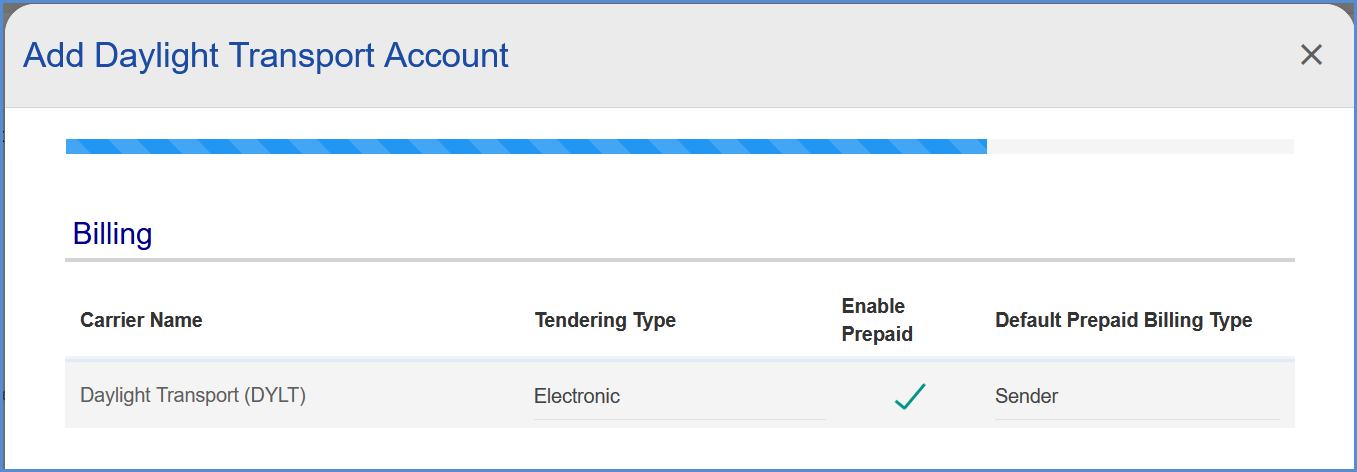 Add Daylight Transport Account
Billing
Carrier Name
Tendering Type
Enable
Prepaid
Default Prepaid Billing Type
Daylight Transport (DYLT)
Electronic
Sender